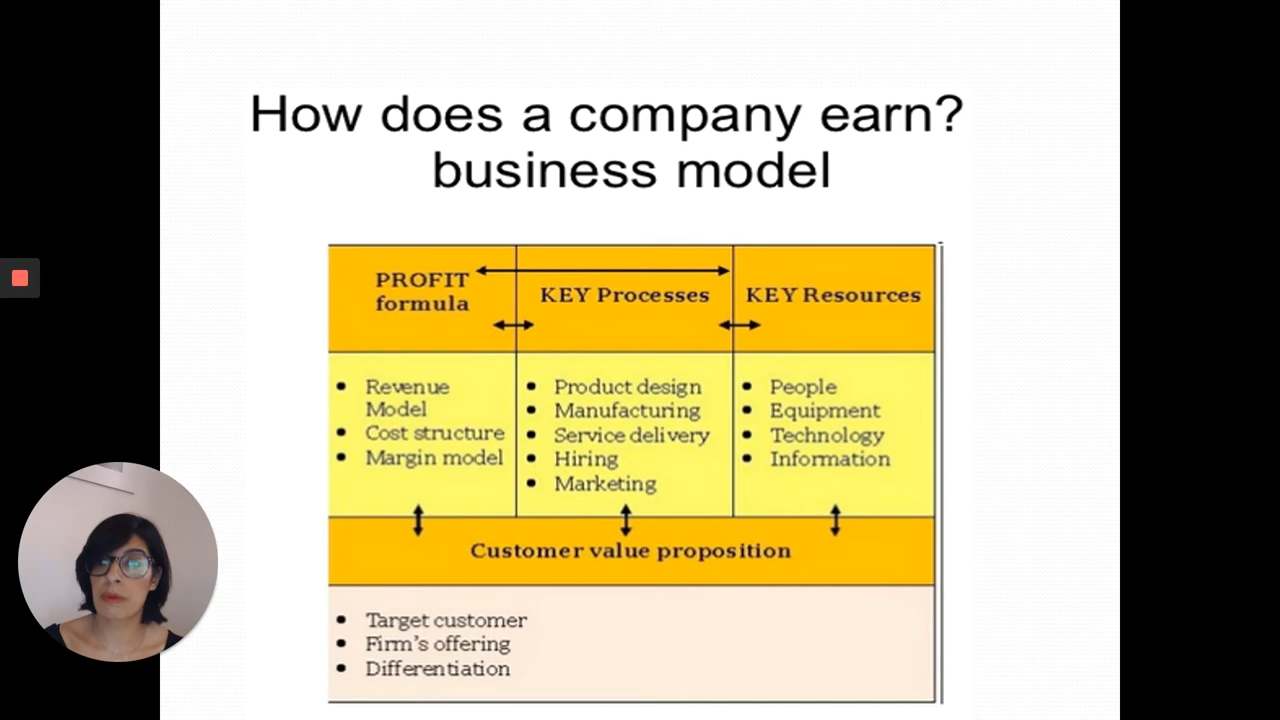 How does a company earn?
business model
PROFIT
formula
KEY Processes
KEY Resources
• Revenue
Model
• Cost structure
• Margin model
• Product design
• Manufacturing
• Service delivery
• Hiring
• Marketing
• People
• Equipment
• Technology
• Information
Customer value proposition
• Target customer
• Firm's offering
• Differentiation